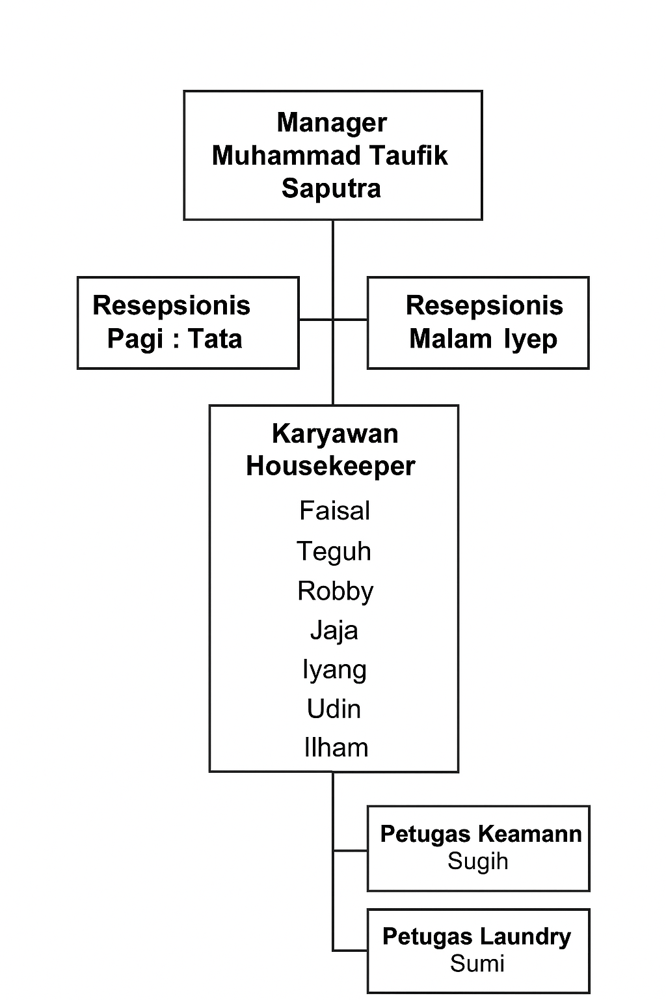 Manager
Muhammad Taufik
Saputra
Resepsionis
Pagi : Tata
Resepsionis
Malam Iyep
Karyawan
Housekeeper
Faisal
Teguh
Robby
Jaja
Iyang
Udin
Ilham
Petugas Keamann
Sugih
Petugas Laundry
Sumi